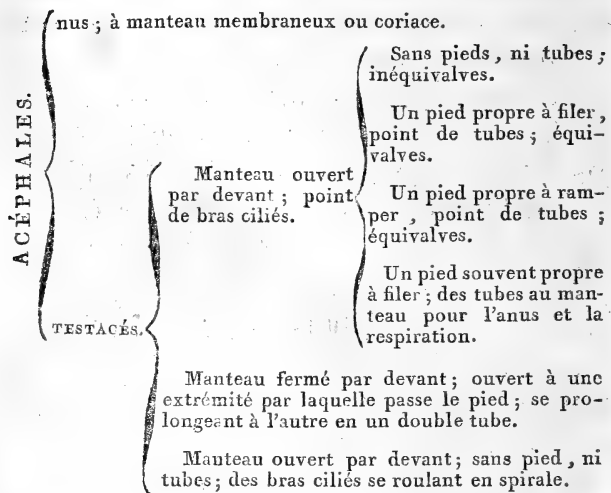 ACÉPHALES.
nus ; à manteau membraneux ou coriace.
TESTACÉS.
Manteau ouvert
par devant ; point
de bras ciliés.
Sans pieds, ni tubes ;
inéquivalves.
Un pied propre à filer,
point de tubes ; équi-
valves.
Un pied propre à ram-
per , point de tubes ;
équivalves.
Un pied souvent propre
à filer ; des tubes au man-
teau pour l'anus et la
respiration.
Manteau fermé par devant ; ouvert à une
extrémité par laquelle passe le pied ; se pro-
longeant à l'autre en un double tube.
Manteau ouvert par devant ; sans pied , ni
tubes ; des bras ciliés se roulant en spirale.